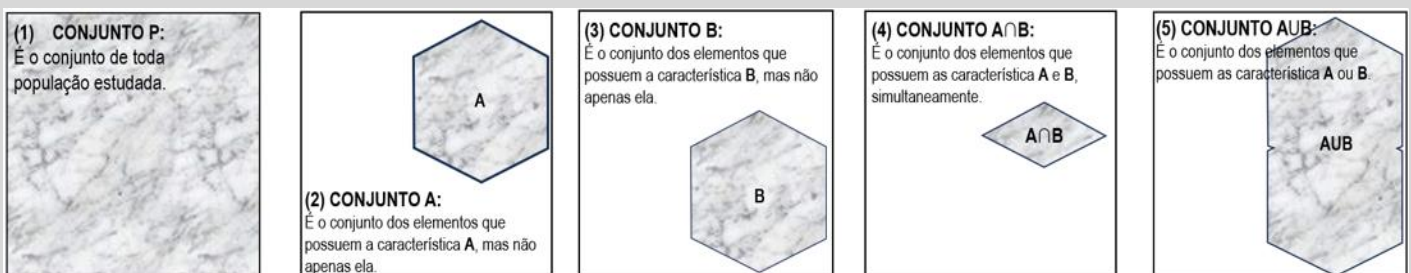 (1) CONJUNTO P:
É o conjunto de toda
população estudada.
A
(2) CONJUNTO A:
É o conjunto dos elementos que
possuem a característica A, mas não
apenas ela.
(3) CONJUNTO B:
É o conjunto dos elementos que
possuem a característica B, mas não
apenas ela.
B
(4) CONJUNTO A∩B:
É o conjunto dos elementos que
possuem as característica A e B,
simultaneamente.
A∩B
(5) CONJUNTO AUB:
É o conjunto dos elementos que
possuem as característica A ou B.
AUB